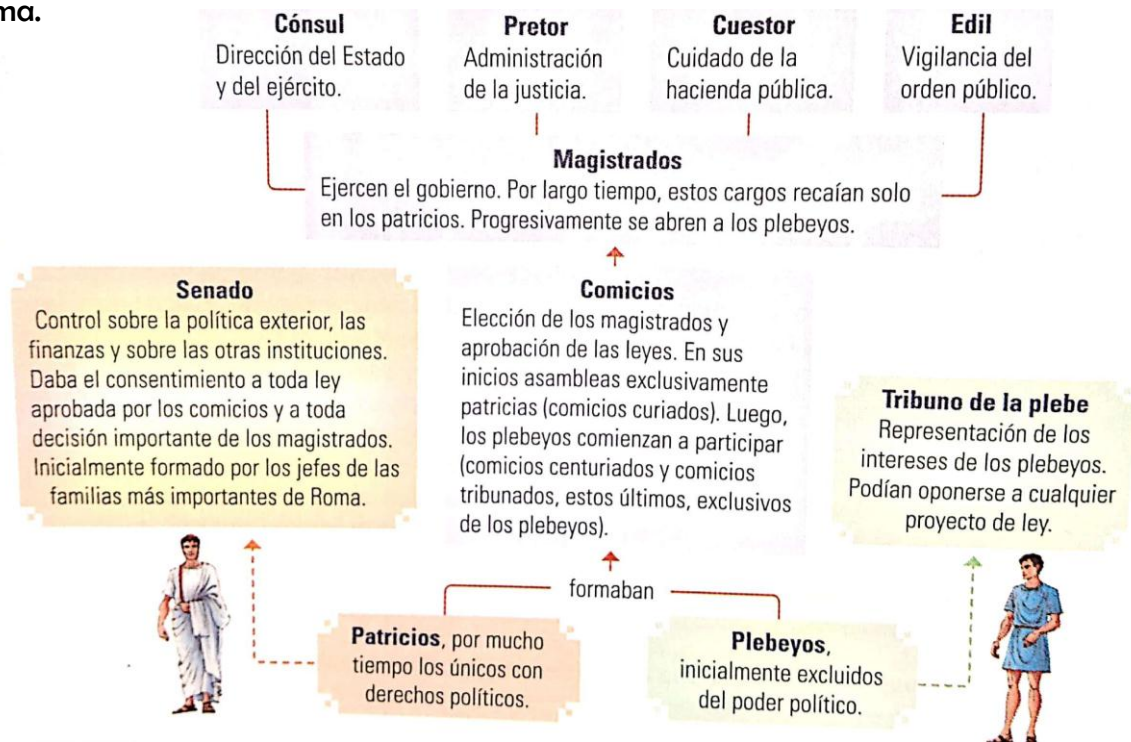 ma.
Cónsul
Dirección del Estado
y del ejército.
Pretor
Administración
de la justicia.
Cuestor
Cuidado de la
hacienda pública.
Edil
Vigilancia del
orden público.
Magistrados
Ejercen el gobierno. Por largo tiempo, estos cargos recaían solo
en los patricios. Progresivamente se abren a los plebeyos.
Senado
Control sobre la política exterior, las
finanzas y sobre las otras instituciones.
Daba el consentimiento a toda ley
aprobada por los comicios y a toda
decisión importante de los magistrados.
Inicialmente formado por los jefes de las
familias más importantes de Roma.
Comicios
Elección de los magistrados y
aprobación de las leyes. En sus
inicios asambleas exclusivamente
patricias (comicios curiados). Luego,
los plebeyos comienzan a participar
(comicios centuriados y comicios
tribunados, estos últimos, exclusivos
de los plebeyos).
Tribuno de la plebe
Representación de los
intereses de los plebeyos.
Podían oponerse a cualquier
proyecto de ley.
formaban
Patricios, por mucho
tiempo los únicos con
derechos políticos.
Plebeyos,
inicialmente excluidos
del poder político.